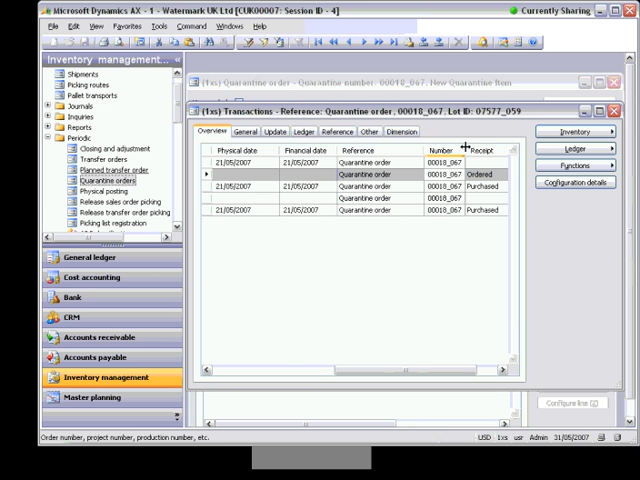 Microsoft Dynamics AX - 1 - Watermark UK Ltd [CUK00007: Session ID - 4]
Currently Sharing
File Edit View Favorites Tools Command Windows Help
Inventory management...
(1xs) Quarantine order - Quarantine number: 00018_067, New Quarantine Item
Shipments
Picking routes
Pallet transports
Journals
Inquiries
Reports
Periodic
Closing and adjustment
Transfer orders
Planned transfer order
Quarantine orders
Physical posting
Release sales order picking
Release transfer order picking
Picking list registration
(1xs) Transactions - Reference: Quarantine order, 00018_067, Lot ID: 07577_059
Overview General Update Ledger Reference Other Dimension
Physical date Financial date Reference Number Receipt
21/05/2007 21/05/2007 Quarantine order 00018_067
Quarantine order 00018_067 Ordered
21/05/2007 21/05/2007 Quarantine order 00018_067 Purchased
Quarantine order 00018_067
21/05/2007 21/05/2007 Quarantine order 00018_067 Purchased
Inventory
Ledger
Functions
Configuration details
General ledger
Cost accounting
Bank
CRM
Accounts receivable
Accounts payable
Inventory management
Master planning
Configure line
Order number, project number, production number, etc.
USD 1xs usr Admin 31/05/2007